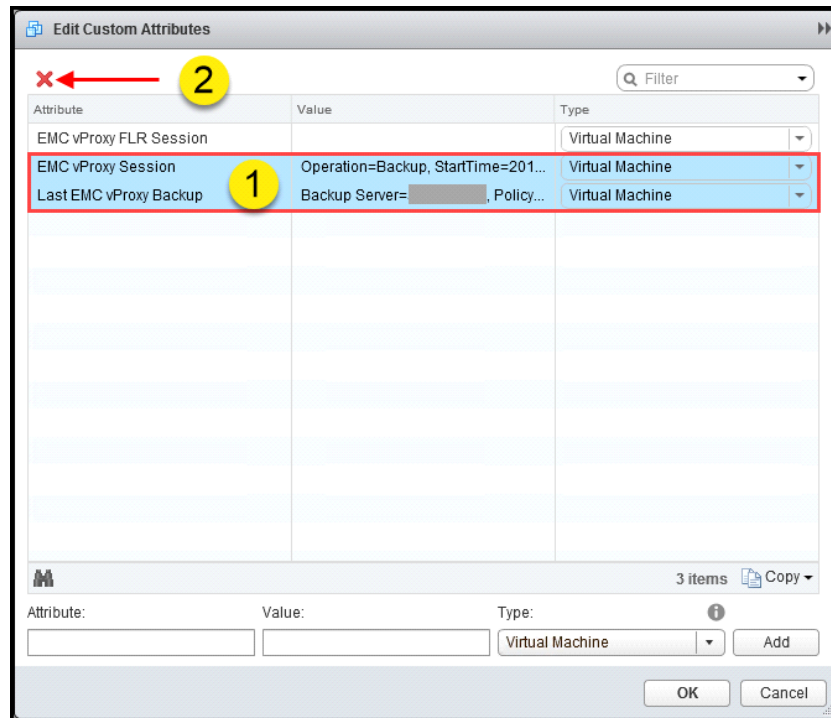 Edit Custom Attributes
2
Filter
Attribute Value Type
EMC vProxy FLR Session Virtual Machine
EMC vProxy Session Operation=Backup, StartTime=201... Virtual Machine
1
Last EMC vProxy Backup Backup Server= , Policy... Virtual Machine
3 items Copy
Attribute: Value: Type:
Virtual Machine Add
OK Cancel